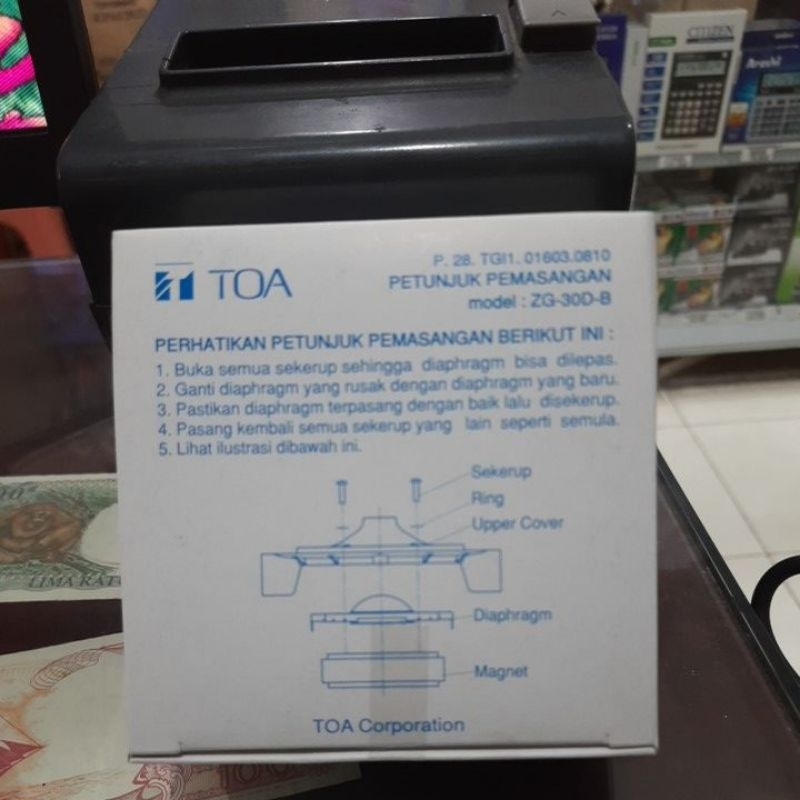 CITIZEN
TOA
P. 28. TGI1. 01603.0810
PETUNJUK PEMASANGAN
model : ZG-30D-B
PERHATIKAN PETUNJUK PEMASANGAN BERIKUT INI :
1. Buka semua sekerup sehingga diaphragm bisa dilepas.
2. Ganti diaphragm yang rusak dengan diaphragm yang baru.
3. Pastikan diaphragm terpasang dengan baik lalu disekerup.
4. Pasang kembali semua sekerup yang lain seperti semula.
5. Lihat ilustrasi dibawah ini.
Sekerup
Ring
Upper Cover
Diaphragm
Magnet
TOA Corporation
LIMA RAT